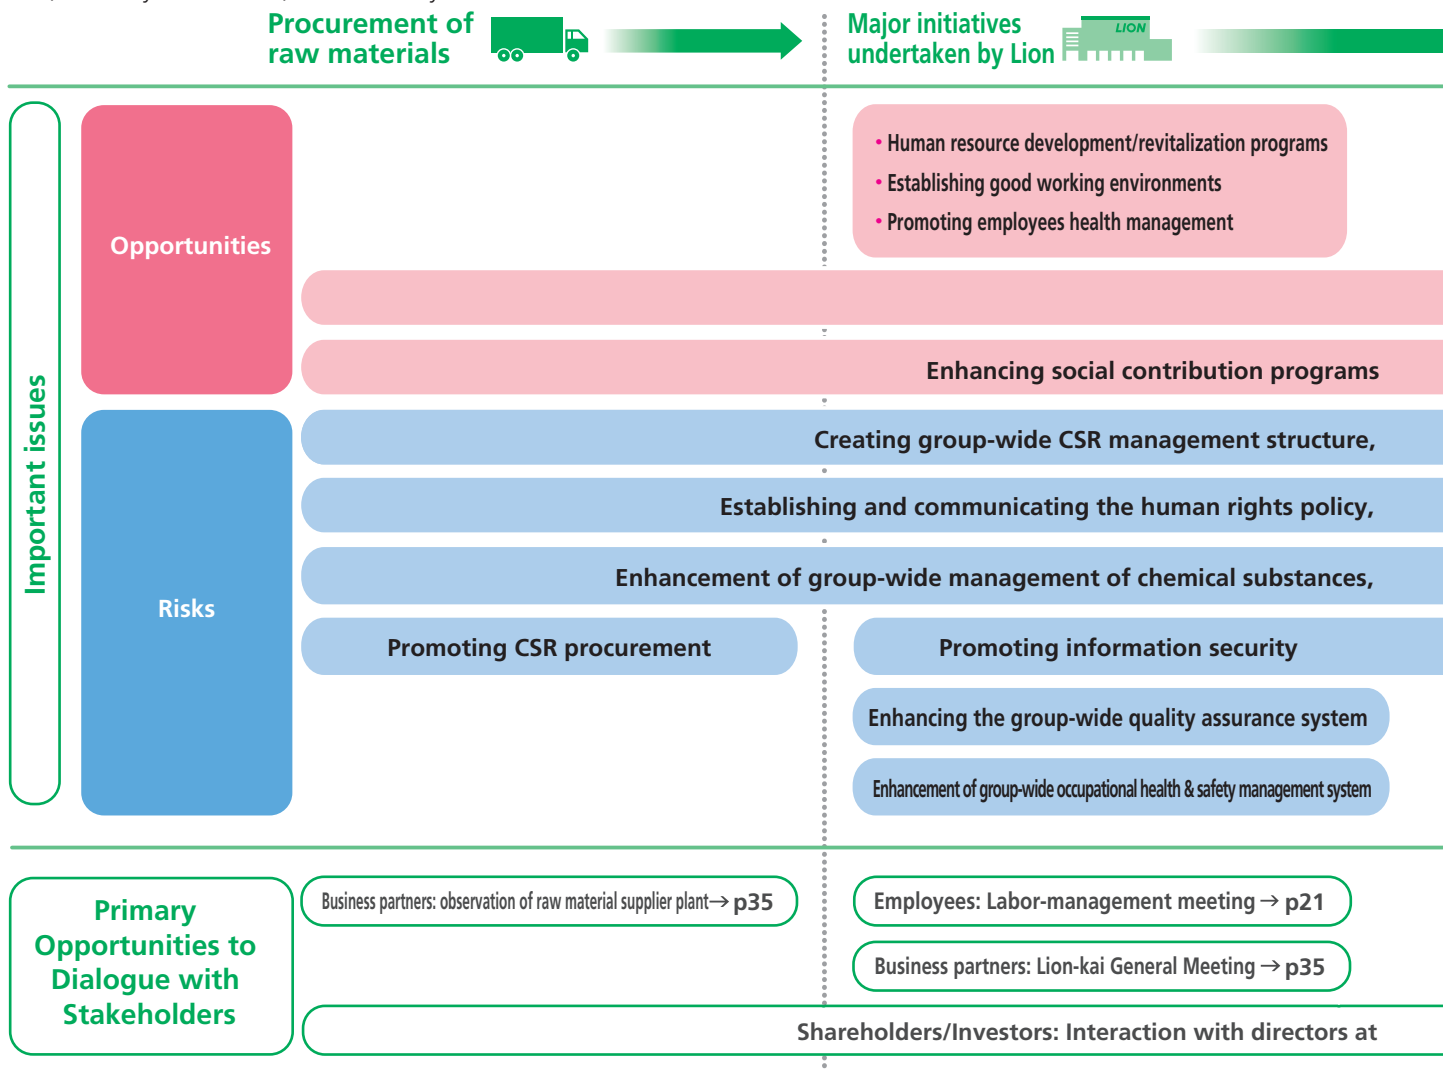 Procurement of
raw materials
Major initiatives
undertaken by Lion
LION
Important issues
Opportunities
• Human resource development/revitalization programs
• Establishing good working environments
• Promoting employees health management
Enhancing social contribution programs
Risks
Creating group-wide CSR management structure,
Establishing and communicating the human rights policy,
Enhancement of group-wide management of chemical substances,
Promoting CSR procurement
Promoting information security
Enhancing the group-wide quality assurance system
Enhancement of group-wide occupational health & safety management system
Primary
Opportunities to
Dialogue with
Stakeholders
Business partners: observation of raw material supplier plant→ p35
Employees: Labor-management meeting → p21
Business partners: Lion-kai General Meeting → p35
Shareholders/Investors: Interaction with directors at